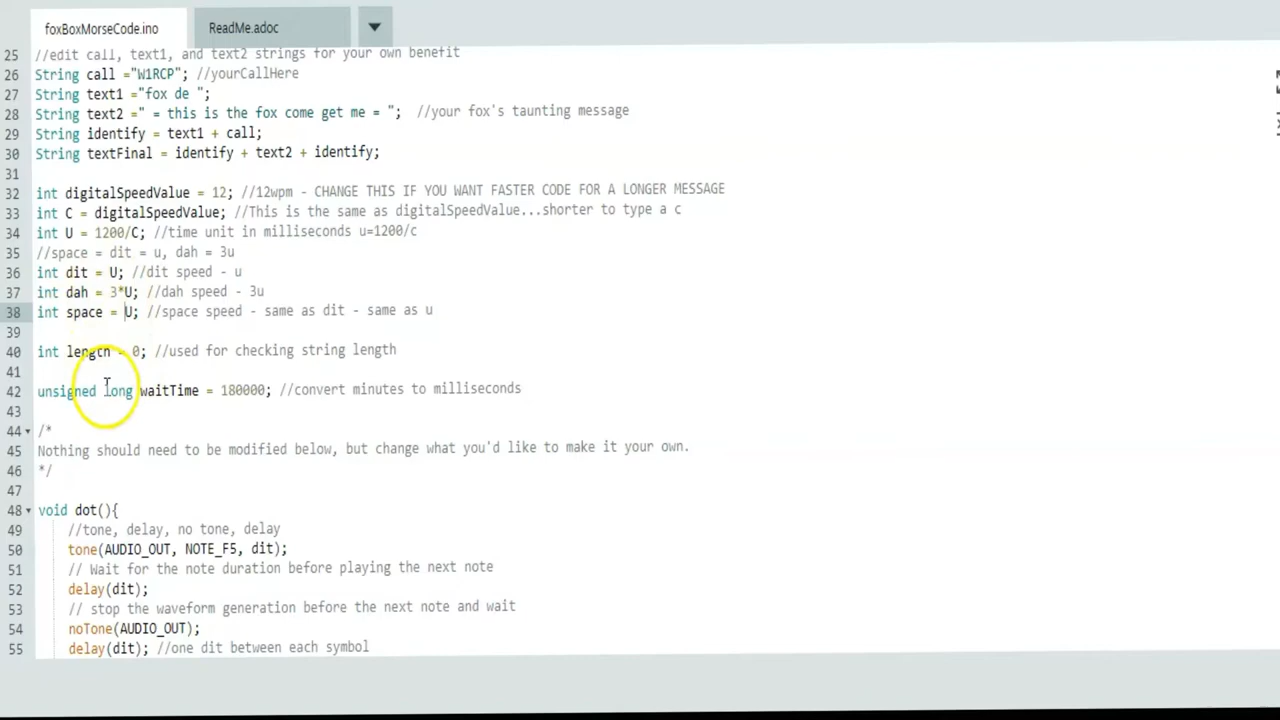 foxBoxMorseCode.ino
ReadMe.adoc
25 //edit call, text1, and text2 strings for your own benefit
26 String call ="W1RCP"; //yourCallHere
27 String text1 ="fox de ";
28 String text2 =" = this is the fox come get me = "; //your fox's taunting message
29 String identify = text1 + call;
30 String textFinal = identify + text2 + identify;
31
32 int digitalSpeedValue = 12; //12wpm - CHANGE THIS IF YOU WANT FASTER CODE FOR A LONGER MESSAGE
33 int C = digitalSpeedValue; //This is the same as digitalSpeedValue...shorter to type a c
34 int U = 1200/C; //time unit in milliseconds u=1200/c
35 //space = dit = u, dah = 3u
36 int dit = U; //dit speed - u
37 int dah = 3*U; //dah speed - 3u
38 int space = U; //space speed - same as dit - same as u
39
40 int length = 0; //used for checking string length
41
42 unsigned long waitTime = 180000; //convert minutes to milliseconds
43
44 /*
45 Nothing should need to be modified below, but change what you'd like to make it your own.
46 */
47
48 void dot(){
49 //tone, delay, no tone, delay
50 tone(AUDIO_OUT, NOTE_F5, dit);
51 // Wait for the note duration before playing the next note
52 delay(dit);
53 // stop the waveform generation before the next note and wait
54 noTone(AUDIO_OUT);
55 delay(dit); //one dit between each symbol